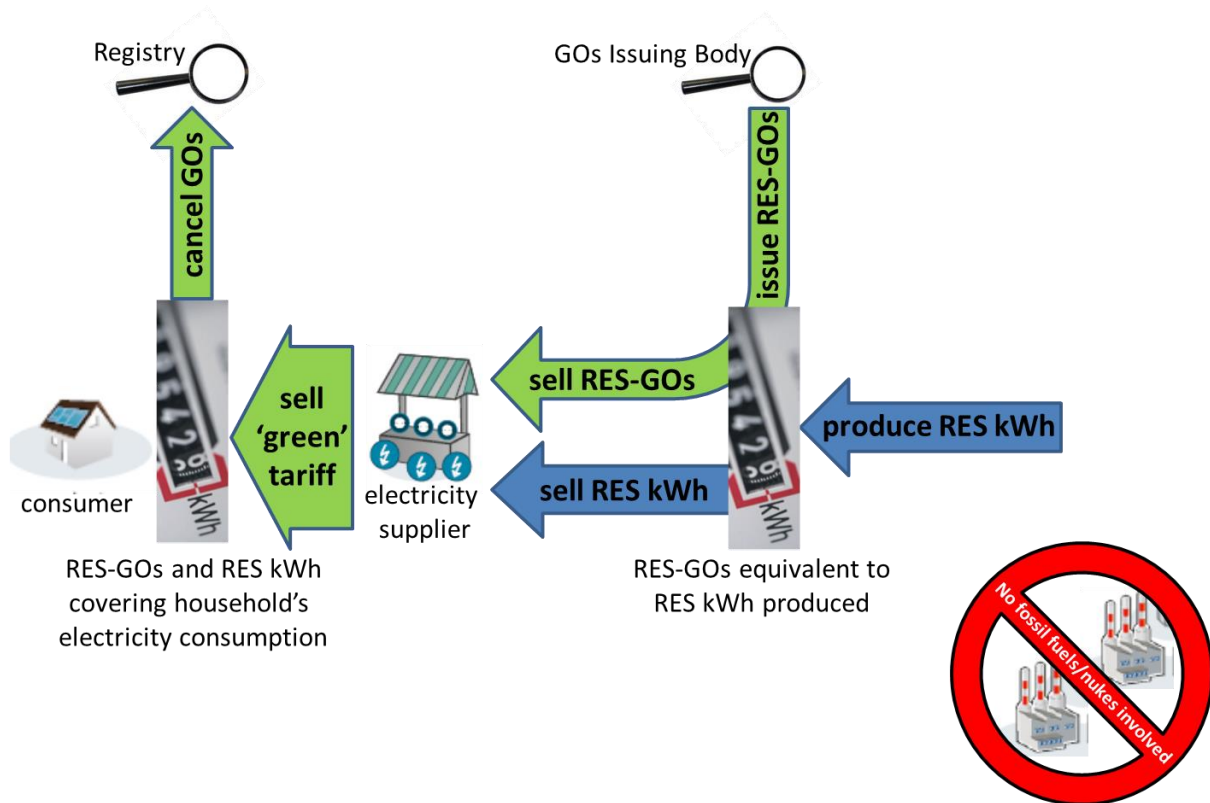 Registry
GOs Issuing Body
cancel GOs
issue RES-GOs
sell RES-GOs
produce RES kWh
sell
'green'
tariff
sell RES kWh
kWh
kWh
consumer
electricity
supplier
RES-GOs and RES kWh
covering household's
electricity consumption
RES-GOs equivalent to
RES kWh produced
No fossil fuels/nukes involved